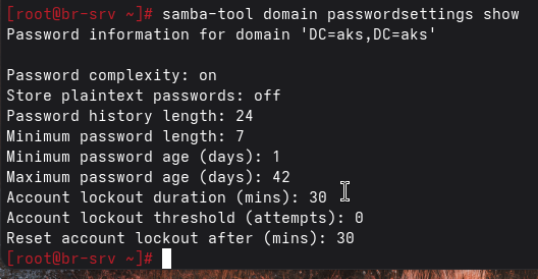 [root@br-srv ~]# samba-tool domain passwordsettings show
Password information for domain 'DC=aks,DC=aks'
Password complexity: on
Store plaintext passwords: off
Password history length: 24
Minimum password length: 7
Minimum password age (days): 1
Maximum password age (days): 42
Account lockout duration (mins): 30
Account lockout threshold (attempts): 0
Reset account lockout after (mins): 30
[root@br-srv ~]#